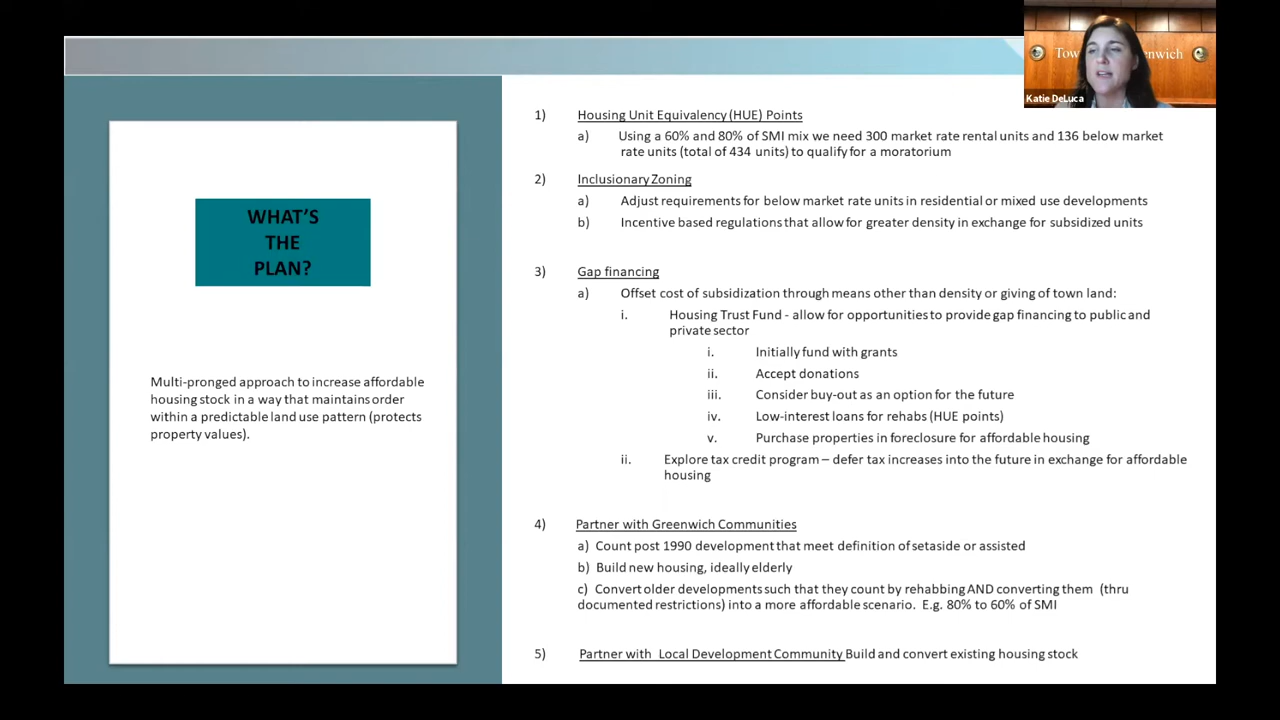 Tow
nwich
Katie DeLuca
WHAT'S
THE
PLAN?
Multi-pronged approach to increase affordable
housing stock in a way that maintains order
within a predictable land use pattern (protects
property values).
1) Housing Unit Equivalency (HUE) Points
a) Using a 60% and 80% of SMI mix we need 300 market rate rental units and 136 below market
rate units (total of 434 units) to qualify for a moratorium
2) Inclusionary Zoning
a) Adjust requirements for below market rate units in residential or mixed use developments
b) Incentive based regulations that allow for greater density in exchange for subsidized units
3) Gap financing
a) Offset cost of subsidization through means other than density or giving of town land:
i. Housing Trust Fund - allow for opportunities to provide gap financing to public and
private sector
i. Initially fund with grants
ii. Accept donations
iii. Consider buy-out as an option for the future
iv. Low-interest loans for rehabs (HUE points)
v. Purchase properties in foreclosure for affordable housing
ii. Explore tax credit program – defer tax increases into the future in exchange for affordable
housing
4) Partner with Greenwich Communities
a) Count post 1990 development that meet definition of setaside or assisted
b) Build new housing, ideally elderly
c) Convert older developments such that they count by rehabbing AND converting them (thru
documented restrictions) into a more affordable scenario. E.g. 80% to 60% of SMI
5) Partner with Local Development Community Build and convert existing housing stock